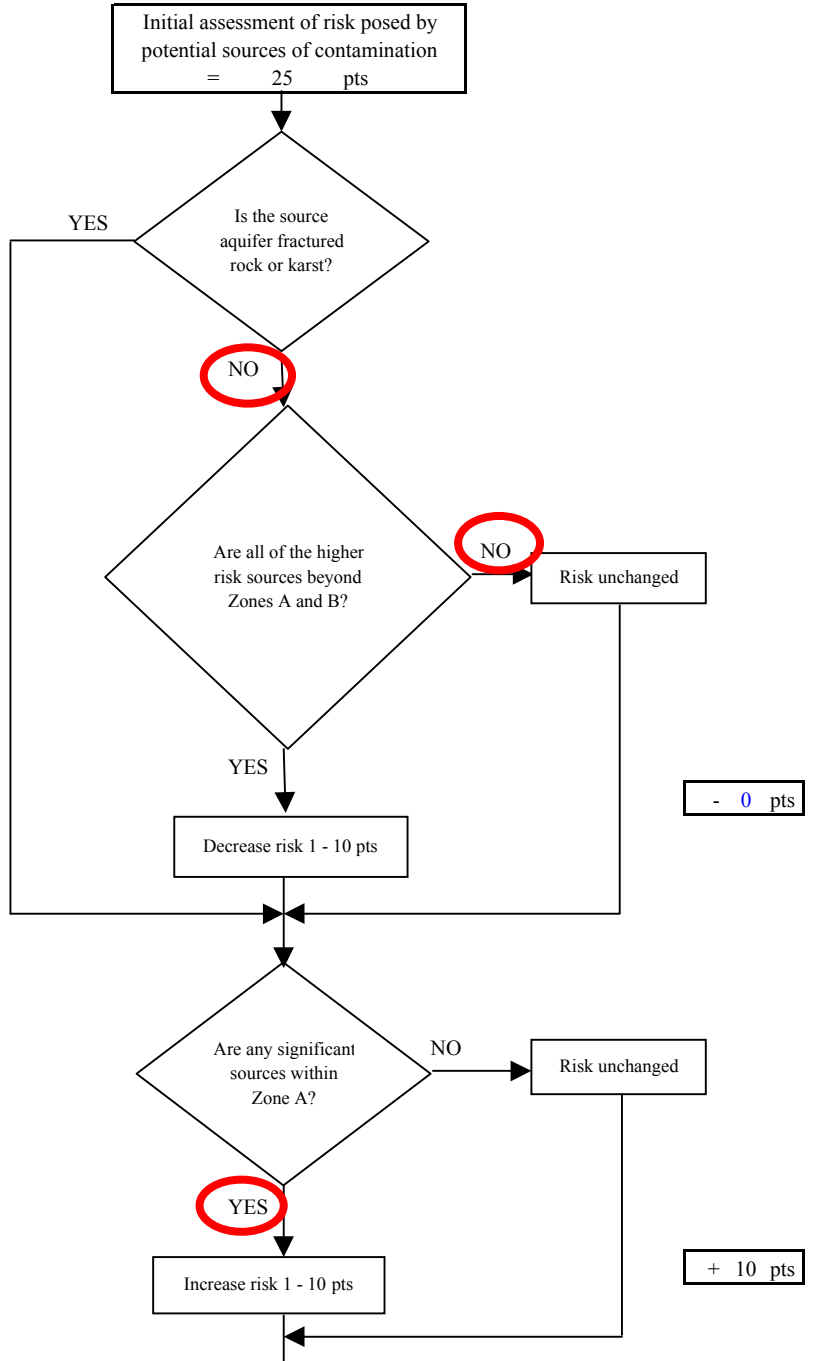 Initial assessment of risk posed by
potential sources of contamination
= 25 pts
YES
Is the source
aquifer fractured
rock or karst?
NO
Are all of the higher
risk sources beyond
Zones A and B?
NO
Risk unchanged
YES
- 0 pts
Decrease risk 1 - 10 pts
Are any significant
sources within
Zone A?
NO
Risk unchanged
YES
Increase risk 1 - 10 pts
+ 10 pts